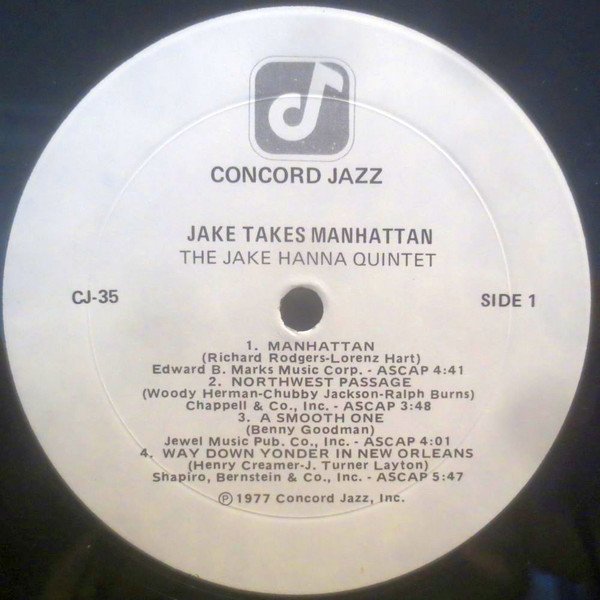 CONCORD JAZZ
JAKE TAKES MANHATTAN
THE JAKE HANNA QUINTET
CJ-35
SIDE 1
1. MANHATTAN
(Richard Rodgers-Lorenz Hart)
Edward B. Marks Music Corp. - ASCAP 4:41
2. NORTHWEST PASSAGE
(Woody Herman-Chubby Jackson-Ralph Burns)
Chappell & Co., Inc. - ASCAP 3:48
3. A SMOOTH ONE
(Benny Goodman)
Jewel Music Pub. Co., Inc. - ASCAP 4:01
4. WAY DOWN YONDER IN NEW ORLEANS
(Henry Creamer-J. Turner Layton)
Shapiro, Bernstein & Co., Inc. - ASCAP 5:47
℗ 1977 Concord Jazz, Inc.